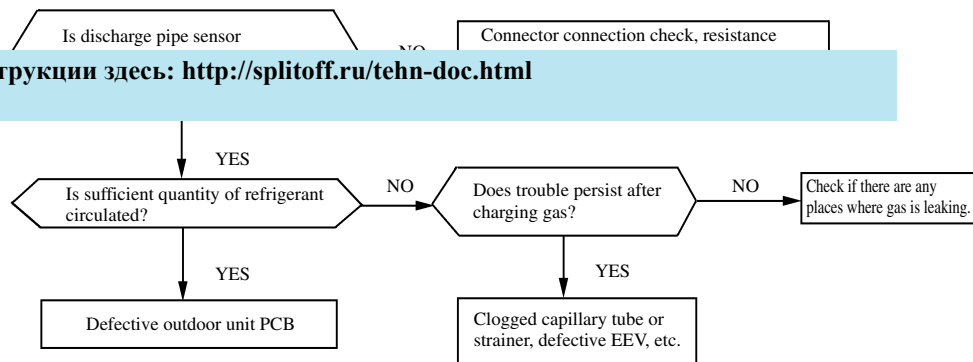 Is discharge pipe sensor
NO
Connector connection check, resistance
трукции здесь: http://splitoff.ru/tehn-doc.html
YES
Is sufficient quantity of refrigerant
circulated?
NO
Does trouble persist after
charging gas?
NO
Check if there are any
places where gas is leaking.
YES
YES
Defective outdoor unit PCB
Clogged capillary tube or
strainer, defective EEV, etc.